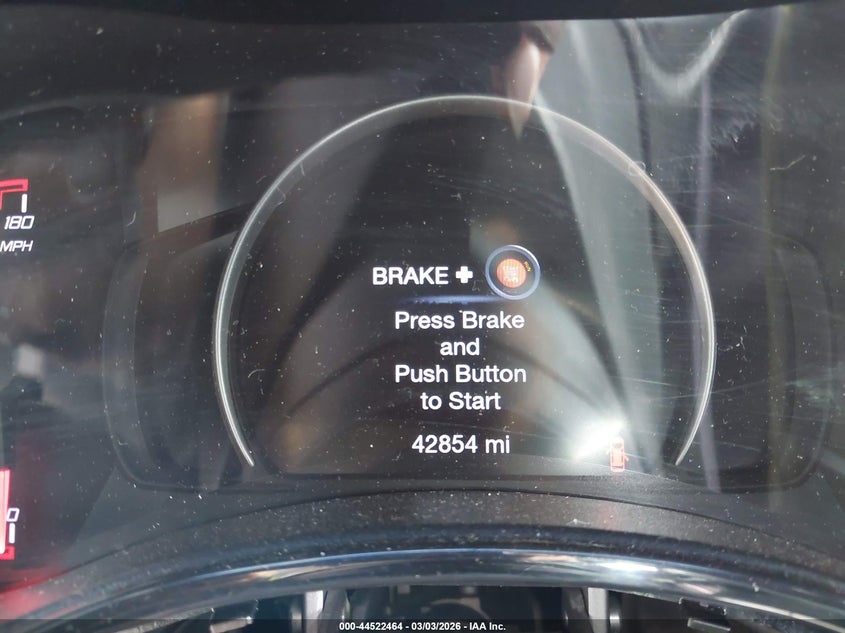 180
MPH
BRAKE +
Press Brake
and
Push Button
to Start
42854 mi
0
000-44522464 - 03/03/2026 - IAA Inc.